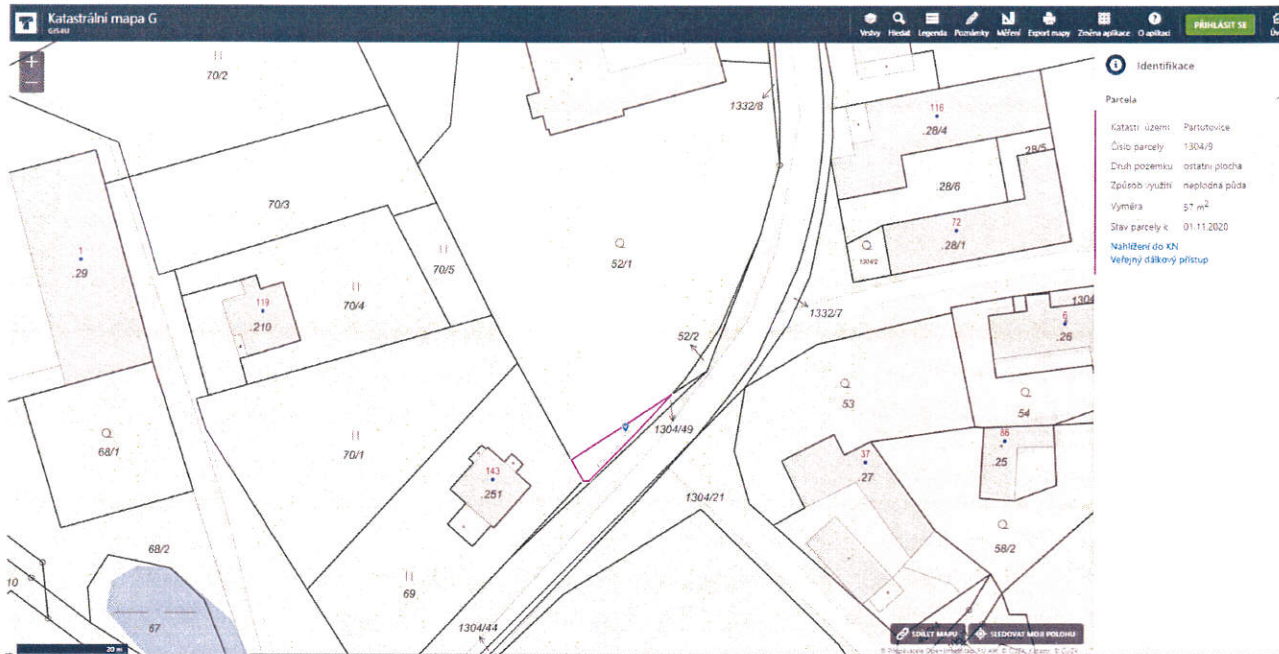 Katastrální mapa G
GIS4U
Vrstvy Hledat Legenda Poznámky Měření Export mapy Změna aplikace O aplikaci PŘIHLÁSIT SE
+
−
Identifikace
Parcela
Katastr. území Partutovice
Číslo parcely 1304/9
Druh pozemku ostatní plocha
Způsob využití neplodná půda
Výměra 57 m²
Stav parcely k 01.11.2020
Nahlížení do KN
Veřejný dálkový přístup
70/2
1332/8
116
.28/4
28/5
.28/6
70/3
72
.28/1
1
.29
52/1
70/5
1304/2
70/4
119
.210
1332/7
1304
6
.26
52/2
53
54
68/1
70/1
1304/49
86
.25
37
.27
143
.251
1304/21
68/2
58/2
10
69
67
1304/44
20 m
SDÍLET MAPU SLEDOVAT MOJI POLOHU